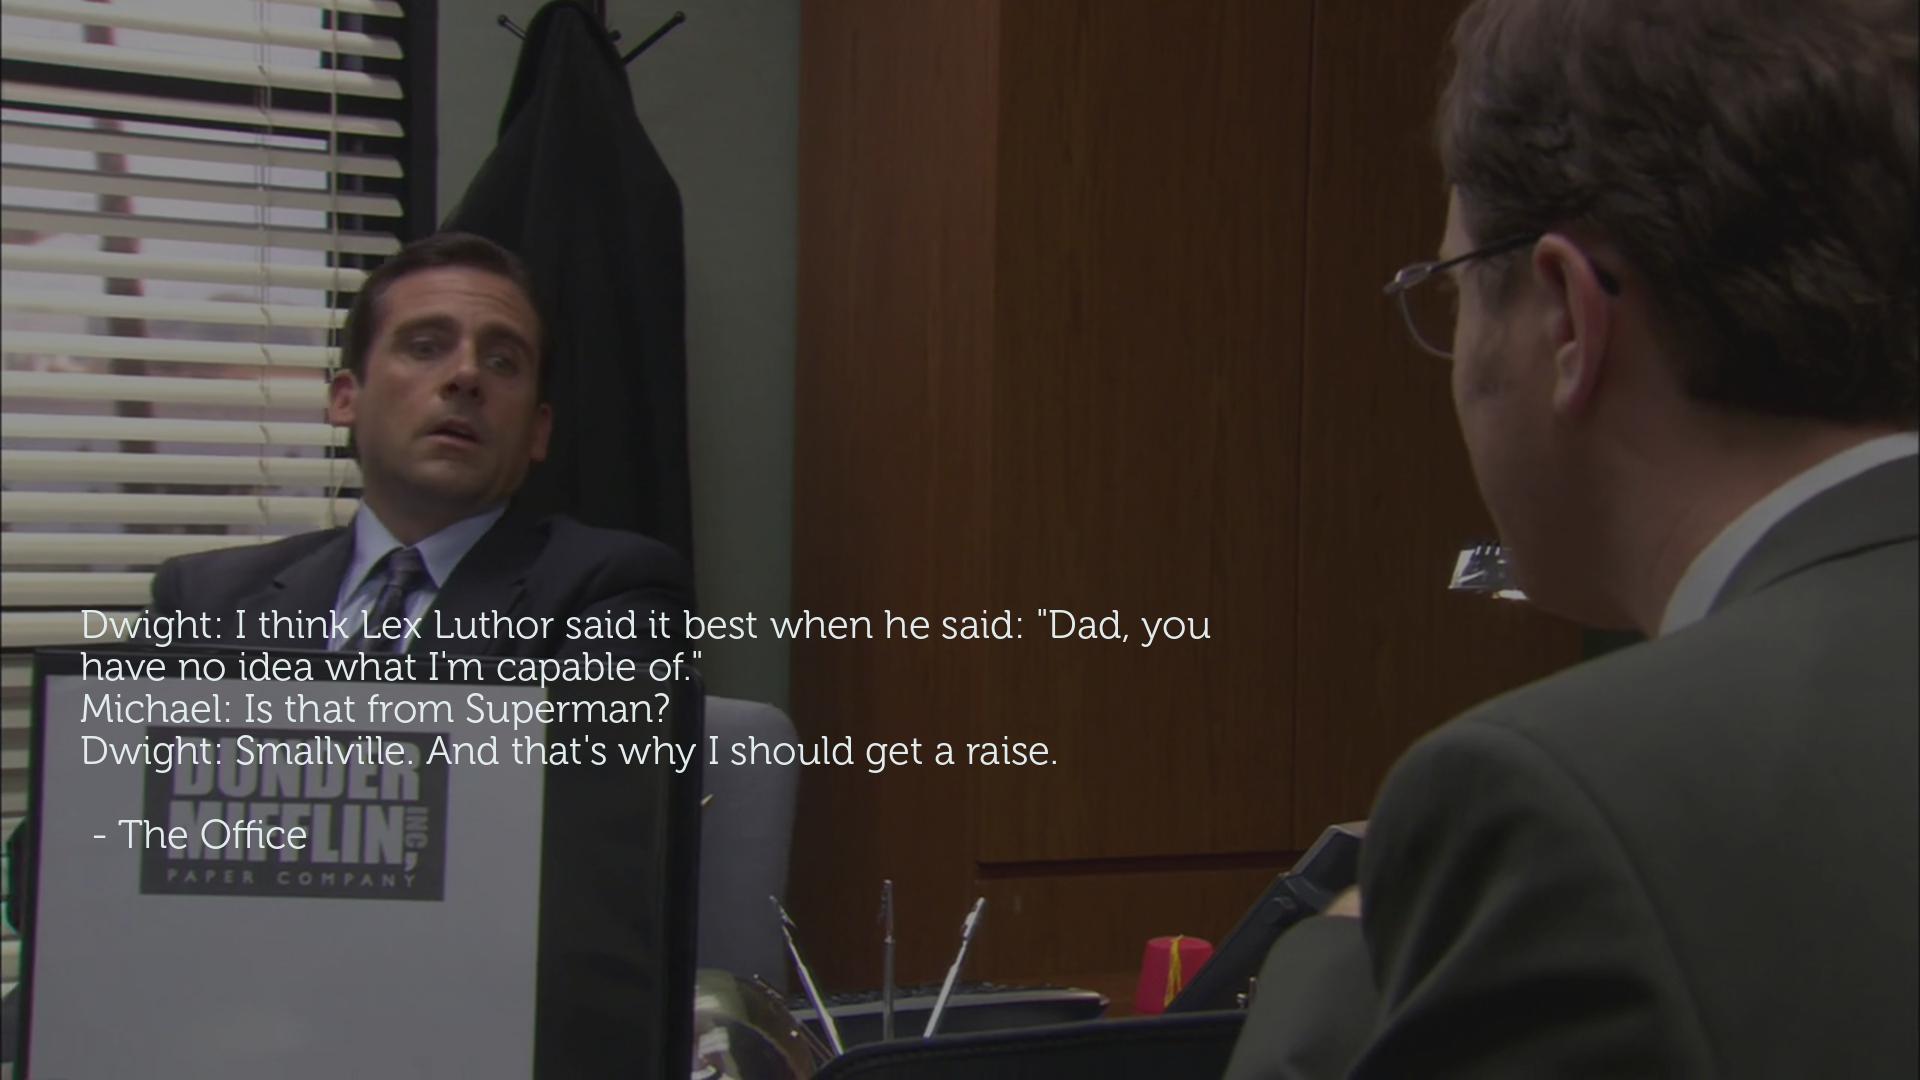 Dwight: I think Lex Luthor said it best when he said: "Dad, you
have no idea what I'm capable of."
Michael: Is that from Superman?
Dwight: Smallville. And that's why I should get a raise.
- The Office
DUNDER
MIFFLIN, INC
PAPER COMPANY